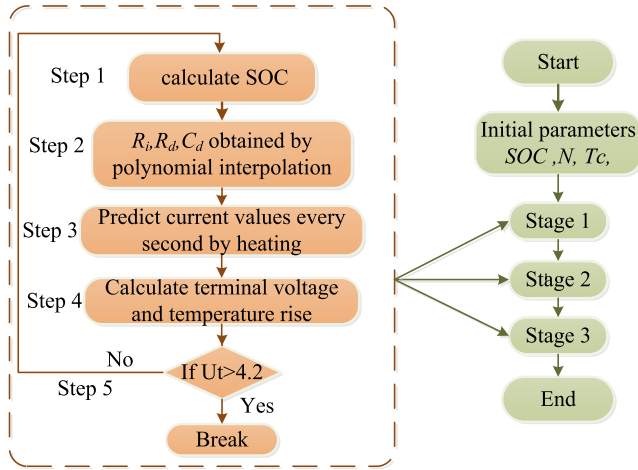 Step 1
calculate SOC
Step 2
Ri,Rd,Cd obtained by
polynomial interpolation
Step 3
Predict current values every
second by heating
Step 4
Calculate terminal voltage
and temperature rise
No
If Ut>4.2
Step 5
Yes
Break
Start
Initial parameters
SOC ,N, Tc,
Stage 1
Stage 2
Stage 3
End